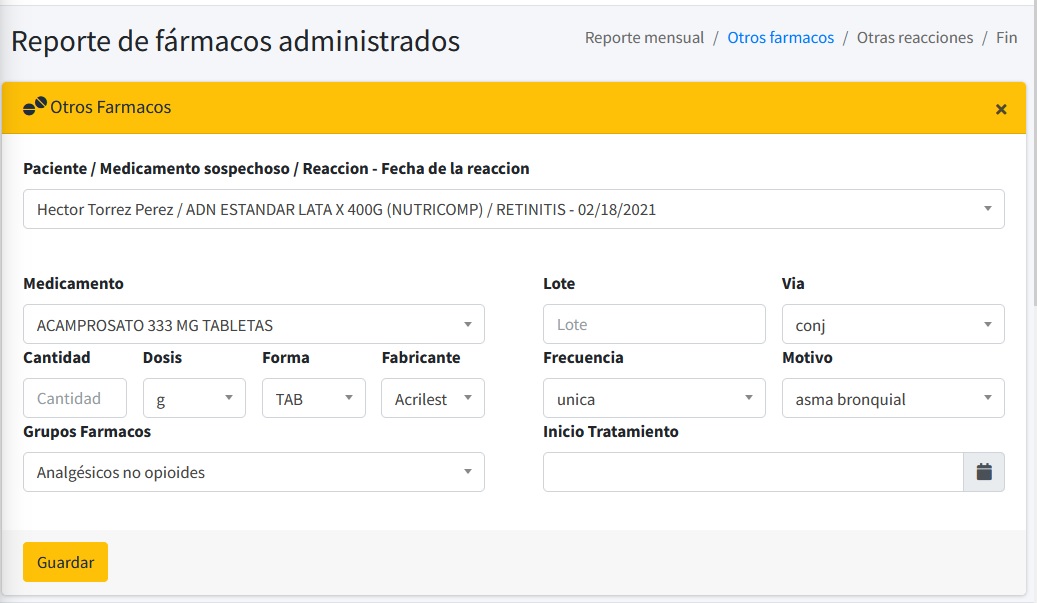 Reporte de fármacos administrados
Reporte mensual / Otros farmacos / Otras reacciones / Fin
Otros Farmacos
Paciente / Medicamento sospechoso / Reaccion - Fecha de la reaccion
Hector Torrez Perez / ADN ESTANDAR LATA X 400G (NUTRICOMP) / RETINITIS - 02/18/2021
Medicamento Lote Via
ACAMPROSATO 333 MG TABLETAS Lote conj
Cantidad Dosis Forma Fabricante Frecuencia Motivo
Cantidad g TAB Acrilest unica asma bronquial
Grupos Farmacos Inicio Tratamiento
Analgésicos no opioides
Guardar